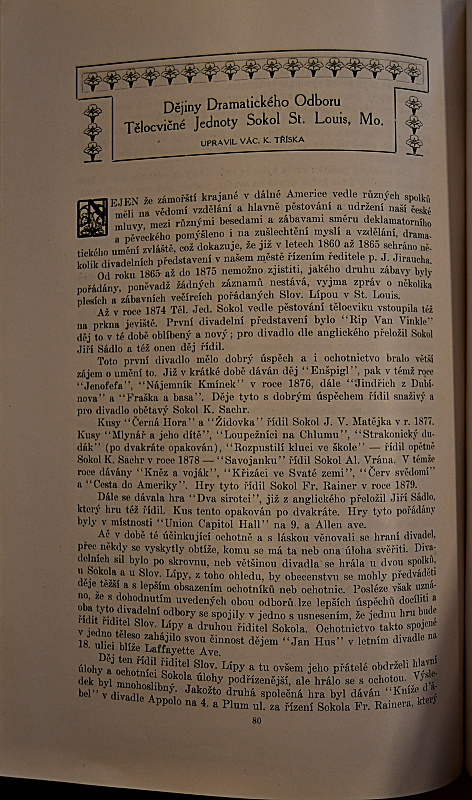 Dějiny Dramatického Odboru
Tělocvičné Jednoty Sokol St. Louis, Mo.
UPRAVIL VÁC. K. TŘÍSKA
NEJEN že zámořští krajané v dálné Americe vedle různých spolků
měli na vědomí vzdělání a hlavně pěstování a udržení naší české
mluvy, mezi různými besedami a zábavami směru deklamatorního
a pěveckého pomýšleno i na zušlechtění myslí a vzdělání, drama-
tického umění zvláště, což dokazuje, že již v letech 1860 až 1865 sehráno ně-
kolik divadelních představení v našem městě řízením ředitele p. J. Jiraucha.
Od roku 1865 až do 1875 nemožno zjistiti, jakého druhu zábavy byly
pořádány, poněvadž žádných záznamů nestává, vyjma zpráv o několika
plesích a zábavních večírcích pořádaných Slov. Lípou v St. Louis.
Až v roce 1874 Těl. Jed. Sokol vedle pěstování tělocviku vstoupila též
na prkna jeviště. První divadelní představení bylo "Rip Van Vinkle"
děj to v té době oblíbený a nový; pro divadlo dle anglického přeložil Sokol
Jiří Sádlo a též onen děj řídil.
Toto první divadlo mělo dobrý úspěch a i ochotnictvo bralo větší
zájem o umění to. Již v krátké době dáván děj "Enšpigl", pak v témž roce
"Jenofefa", "Nájemník Kmínek" v roce 1876, dále "Jindřich z Dubí-
nova" a "Fraška a basa". Děje tyto s dobrým úspěchem řídil snaživý a
pro divadlo obětavý Sokol K. Sachr.
Kusy "Černá Hora" a "Židovka" řídil Sokol J. V. Matějka v r. 1877.
Kusy "Mlynář a jeho dítě", "Loupežníci na Chlumu", "Strakonický du-
dák" (po dvakráte opakován), "Rozpustilí kluci ve škole" — řídil opětně
Sokol K. Sachr v roce 1878 — "Savojanku" řídil Sokol Al. Vrána. V témže
roce dávány "Kněz a voják", "Křižáci ve Svaté zemi", "Červ svědomí"
a "Cesta do Ameriky". Hry tyto řídil Sokol Fr. Rainer v roce 1879.
Dále se dávala hra "Dva sirotci", již z anglického přeložil Jiří Sádlo,
který hru též řídil. Kus tento opakován po dvakráte. Hry tyto pořádány
byly v místnosti "Union Capitol Hall" na 9. a Allen ave.
Ač v době té účinkující ochotně a s láskou věnovali se hraní divadel,
přec někdy se vyskytly obtíže, komu se má ta neb ona úloha svěřiti. Diva-
delních sil bylo po skrovnu, neb většinou divadla se hrála u dvou spolků,
u Sokola a u Slov. Lípy, z toho ohledu, by obecenstvu se mohly předváděti
děje těžší a s lepším obsazením ochotníků neb ochotnic. Posléze však uzná-
no, že s dohodnutím uvedených obou odborů lze lepších úspěchů docíliti a
oba tyto divadelní odbory se spojily v jedno s usnesením, že jednu hru bude
řídit řiditel Slov. Lípy a druhou řiditel Sokola. Ochotnictvo takto spojené
v jedno těleso zahájilo svou činnost dějem "Jan Hus" v letním divadle na
18. ulici blíže Laffayette Ave.
Děj ten řídil řiditel Slov. Lípy a tu ovšem jeho přátelé obdrželi hlavní
úlohy a ochotníci Sokola úlohy podřízenější, ale hrálo se s ochotou. Výsle-
dek byl mnohoslibný. Jakožto druhá společná hra byl dáván "Kníže ď'á-
bel" v divadle Appolo na 4. a Plum ul. za řízení Sokola Fr. Rainera, který
80